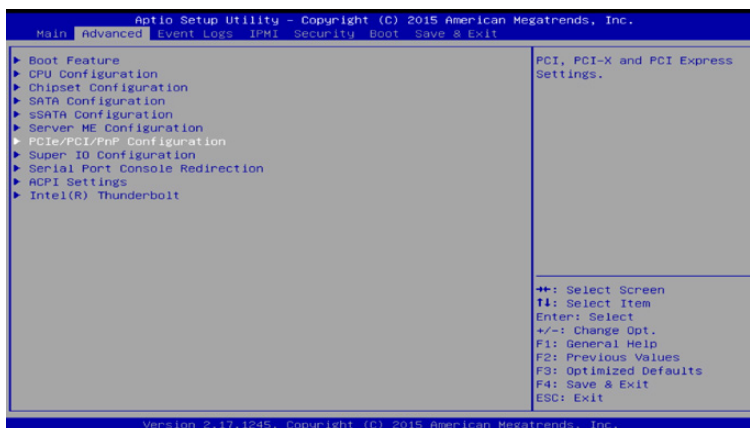 Aptio Setup Utility – Copyright (C) 2015 American Megatrends, Inc.
Main Advanced Event Logs IPMI Security Boot Save & Exit
▶ Boot Feature
▶ CPU Configuration
▶ Chipset Configuration
▶ SATA Configuration
▶ sSATA Configuration
▶ Server ME Configuration
▶ PCIe/PCI/PnP Configuration
▶ Super IO Configuration
▶ Serial Port Console Redirection
▶ ACPI Settings
▶ Intel(R) Thunderbolt
PCI, PCI-X and PCI Express
Settings.
→←: Select Screen
↑↓: Select Item
Enter: Select
+/-: Change Opt.
F1: General Help
F2: Previous Values
F3: Optimized Defaults
F4: Save & Exit
ESC: Exit
Version 2.17.1245. Copyright (C) 2015 American Megatrends, Inc.